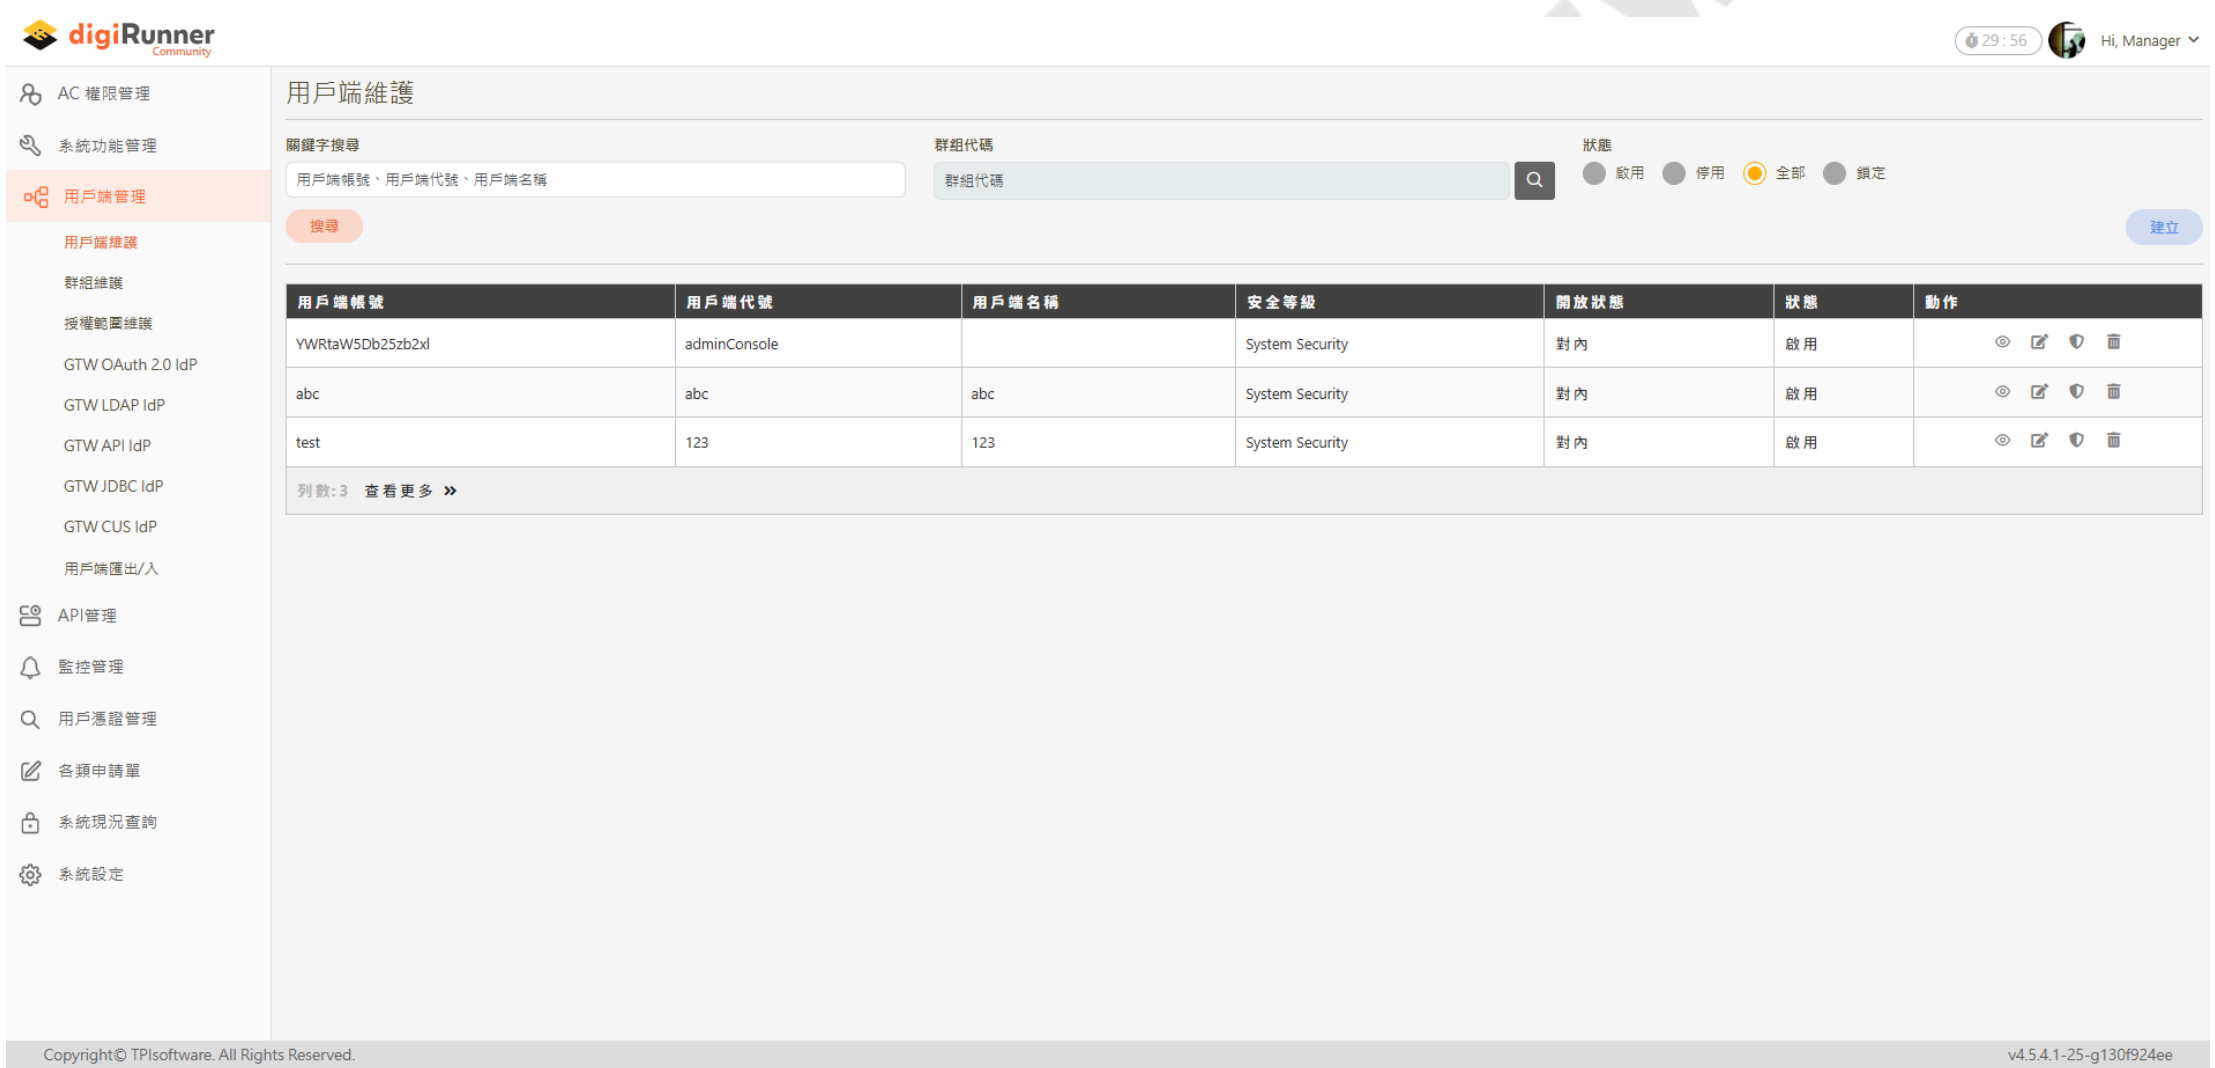 digiRunner
Community
29 : 56
Hi, Manager
AC 權限管理
系統功能管理
用戶端管理
用戶端維護
群組維護
授權範圍維護
GTW OAuth 2.0 IdP
GTW LDAP IdP
GTW API IdP
GTW JDBC IdP
GTW CUS IdP
用戶端匯出/入
API管理
監控管理
用戶憑證管理
各類申請單
系統現況查詢
系統設定
用戶端維護
關鍵字搜尋
用戶端帳號、用戶端代號、用戶端名稱
群組代碼
群組代碼
狀態
啟用 停用 全部 鎖定
搜尋
建立
用戶端帳號 用戶端代號 用戶端名稱 安全等級 開放狀態 狀態 動作
YWRtaW5Db25zb2xl adminConsole System Security 對內 啟用
abc abc abc System Security 對內 啟用
test 123 123 System Security 對內 啟用
列數:3 查看更多 »
Copyright© TPIsoftware. All Rights Reserved.
v4.5.4.1-25-g130f924ee